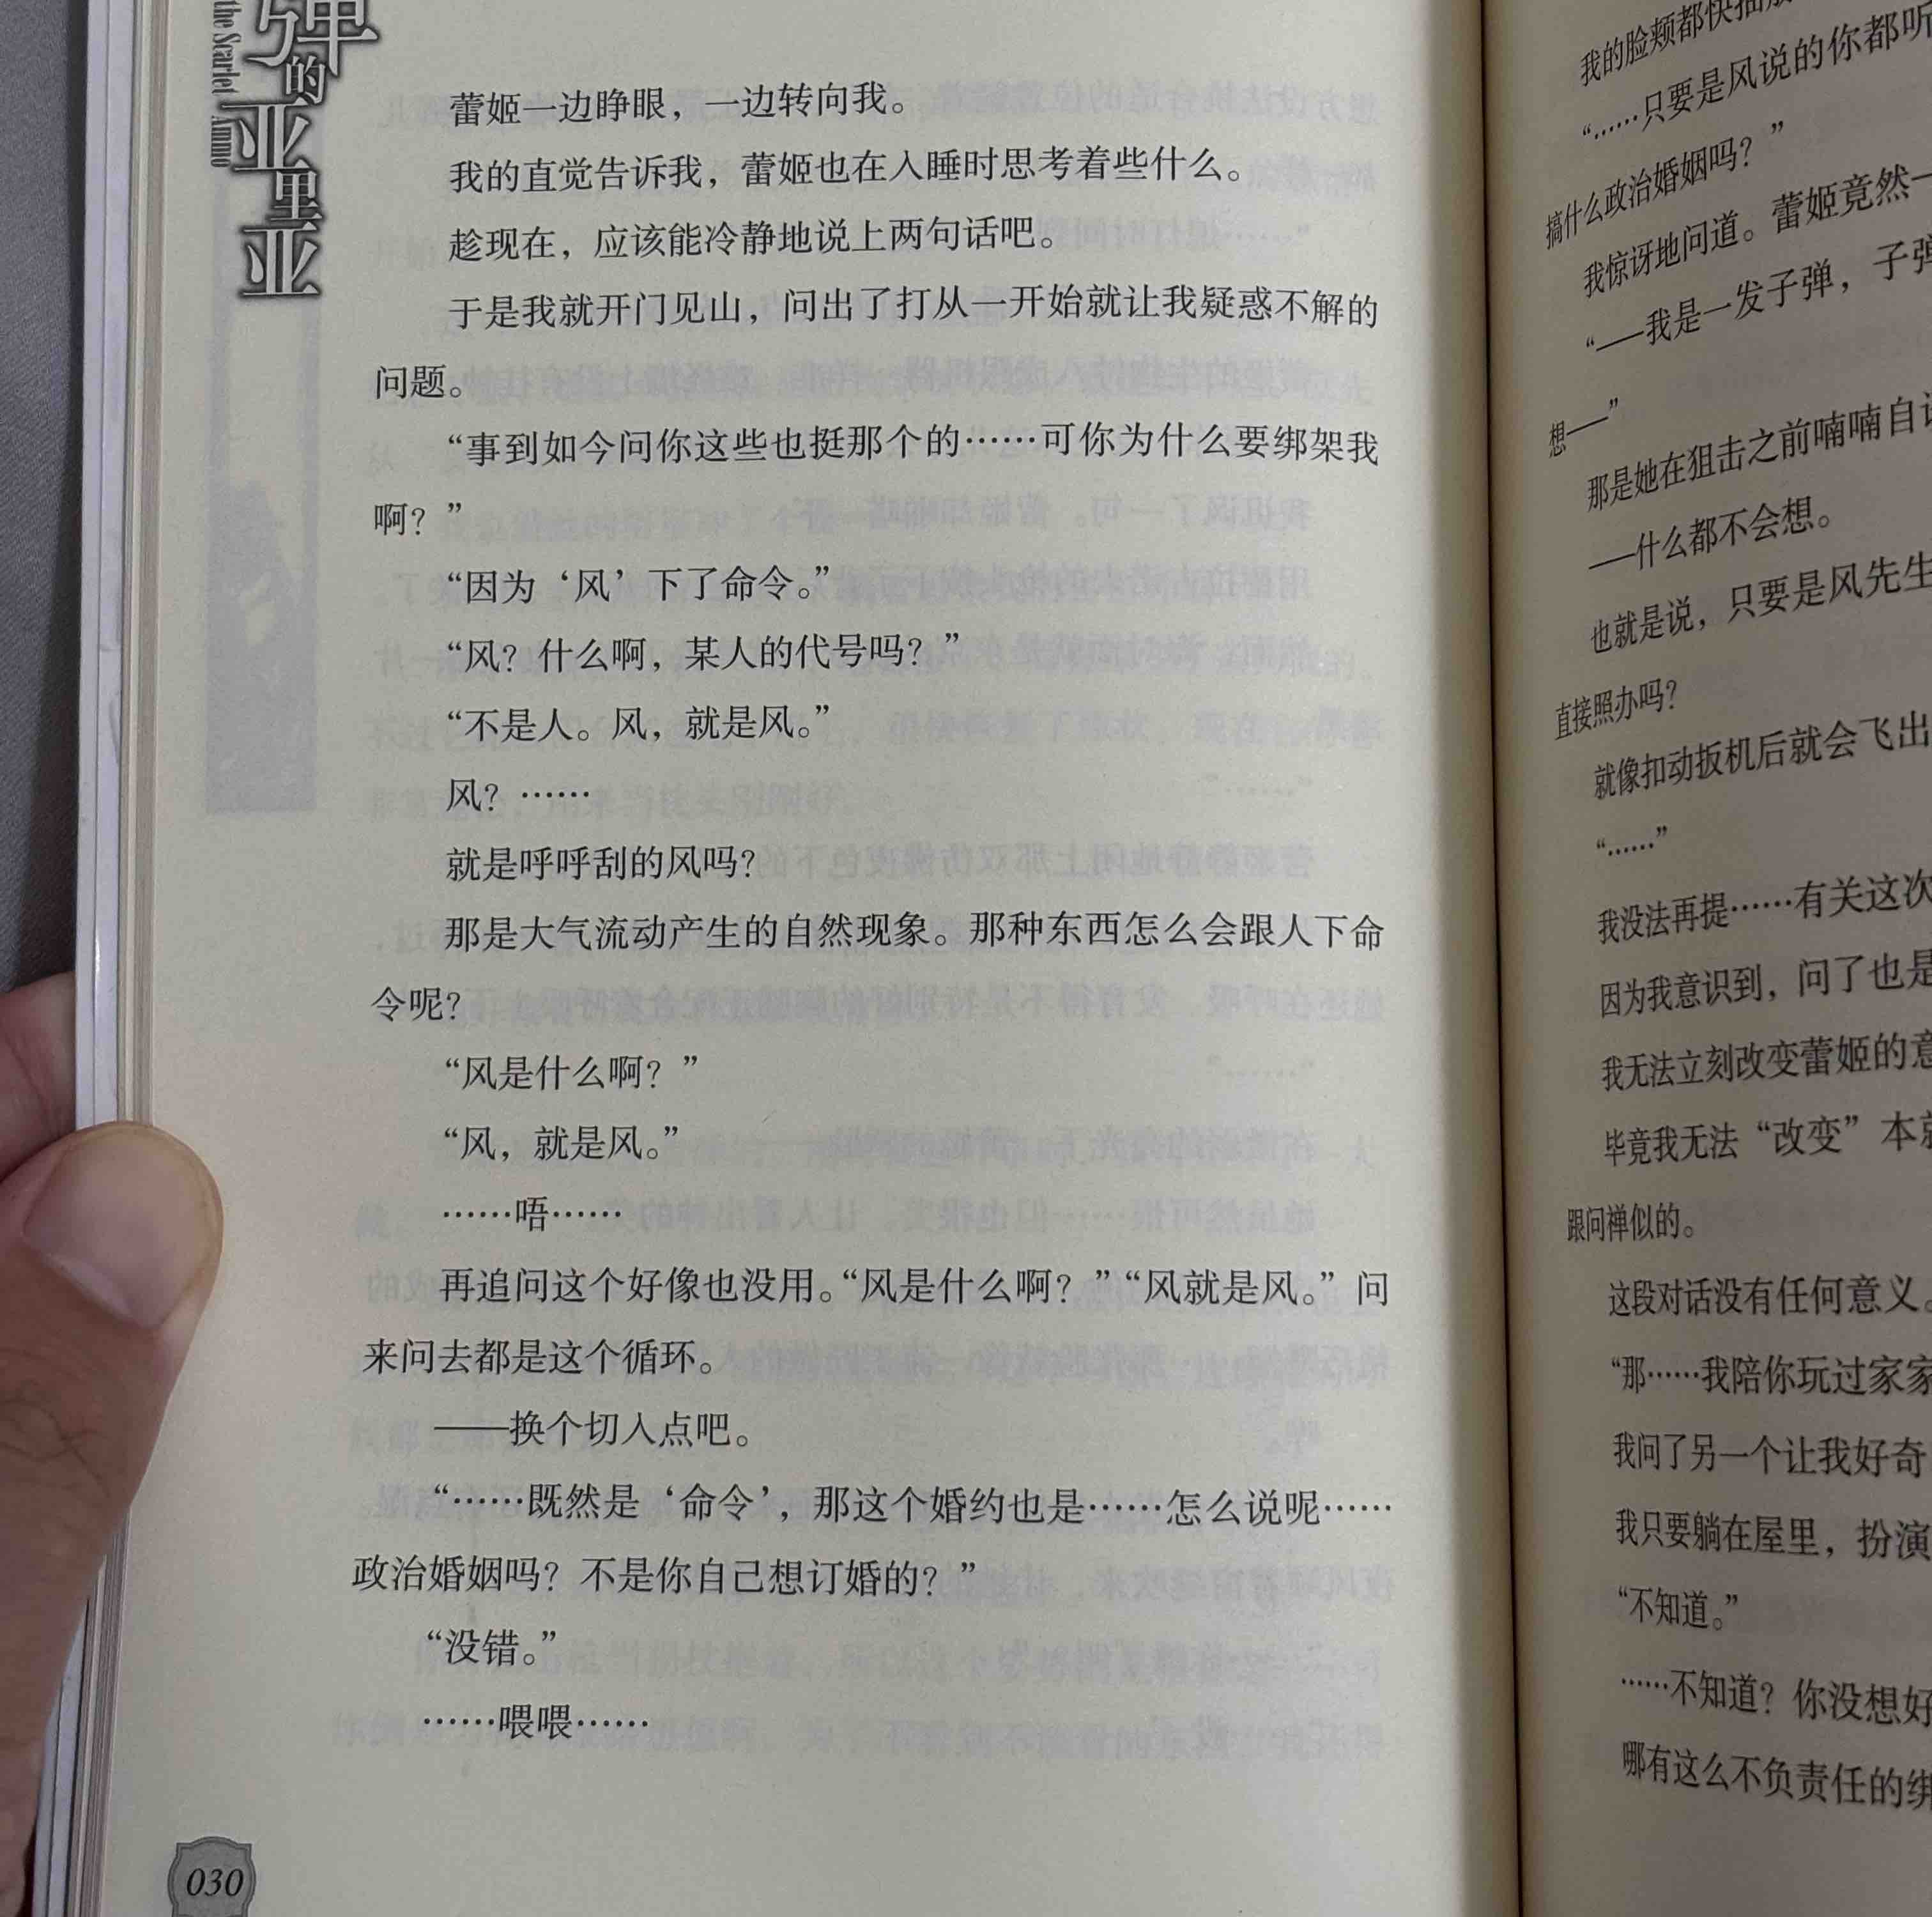 弹的亚里亚
the Scarlet Ammo
蕾姬一边睁眼，一边转向我。
我的直觉告诉我，蕾姬也在入睡时思考着些什么。
趁现在，应该能冷静地说上两句话吧。
于是我就开门见山，问出了打从一开始就让我疑惑不解的
问题。
“事到如今问你这些也挺那个的……可你为什么要绑架我
啊？”
“因为‘风’下了命令。”
“风？什么啊，某人的代号吗？”
“不是人。风，就是风。”
风？……
就是呼呼刮的风吗？
那是大气流动产生的自然现象。那种东西怎么会跟人下命
令呢？
“风是什么啊？”
“风，就是风。”
……唔……
再追问这个好像也没用。“风是什么啊？”“风就是风。”问
来问去都是这个循环。
——换个切入点吧。
“……既然是‘命令’，那这个婚约也是……怎么说呢……
政治婚姻吗？不是你自己想订婚的？”
“没错。”
……喂喂……
030
我的脸颊都快抽
“……只要是风说的你都听
搞什么政治婚姻吗？”
我惊讶地问道。蕾姬竟然一
“——我是一发子弹，子弹
想——”
那是她在狙击之前喃喃自
——什么都不会想。
也就是说，只要是风先生
直接照办吗？
就像扣动扳机后就会飞出
“……”
我没法再提……有关这次
因为我意识到，问了也是
我无法立刻改变蕾姬的意
毕竟我无法“改变”本
跟问禅似的。
这段对话没有任何意义。
“那……我陪你玩过家家
我问了另一个让我好奇
我只要躺在屋里，扮演
“不知道。”
……不知道？你没想好
哪有这么不负责任的绑